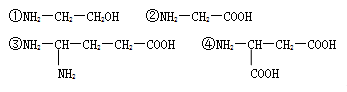 ①NH₂—CH₂—CH₂OH ②NH₂—CH₂—COOH
③NH₂—CH—CH₂—CH₂—COOH ④NH₂—CH—CH₂—COOH
NH₂ COOH